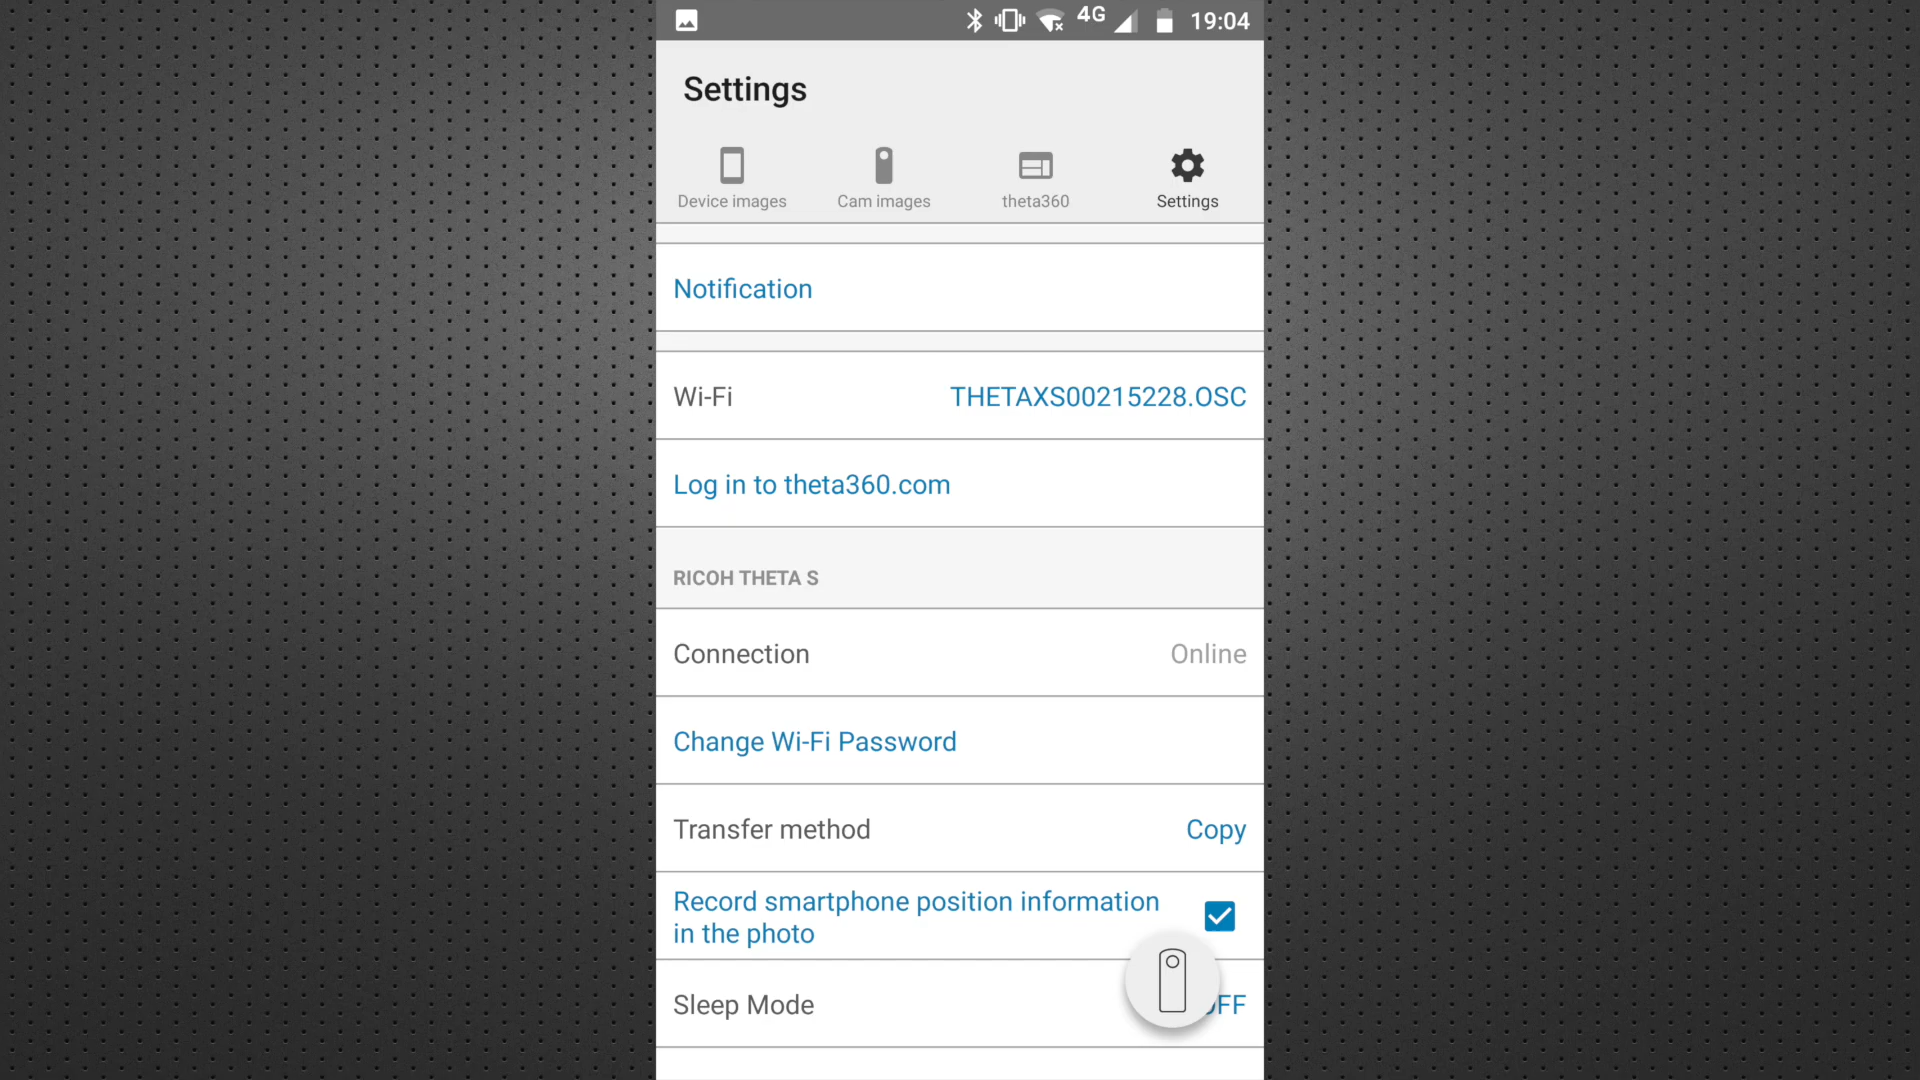 4G 19:04
Settings
Device images Cam images theta360 Settings
Notification
Wi-Fi THETAXS00215228.OSC
Log in to theta360.com
RICOH THETA S
Connection Online
Change Wi-Fi Password
Transfer method Copy
Record smartphone position information
in the photo
Sleep Mode